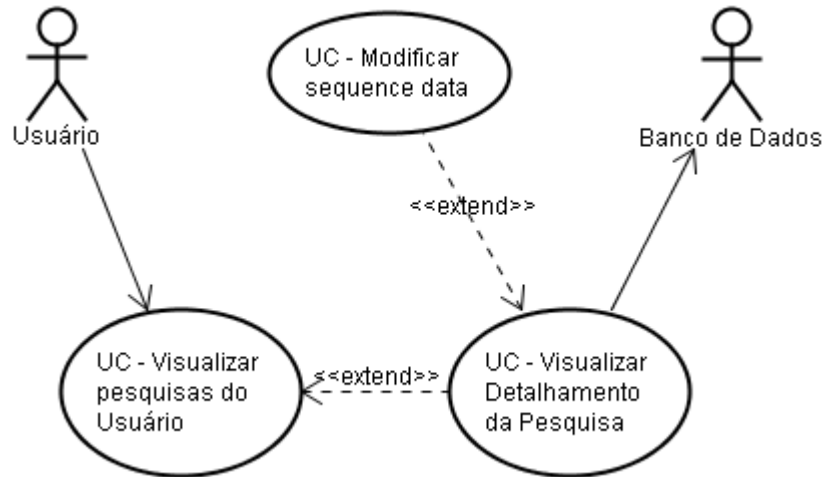 UC - Modificar
sequence data
Usuário
Banco de Dados
<<extend>>
UC - Visualizar
pesquisas do
Usuário
<<extend>>
UC - Visualizar
Detalhamento
da Pesquisa